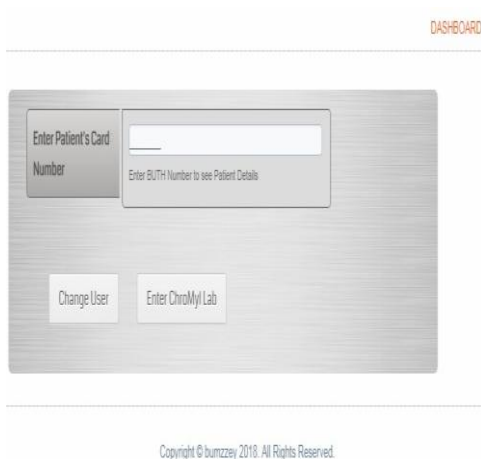 DASHBOARD
Enter Patient's Card
Number
Enter BUTH Number to see Patient Details
Change User
Enter ChroMyl Lab
Copyright © bumzzey 2018. All Rights Reserved.